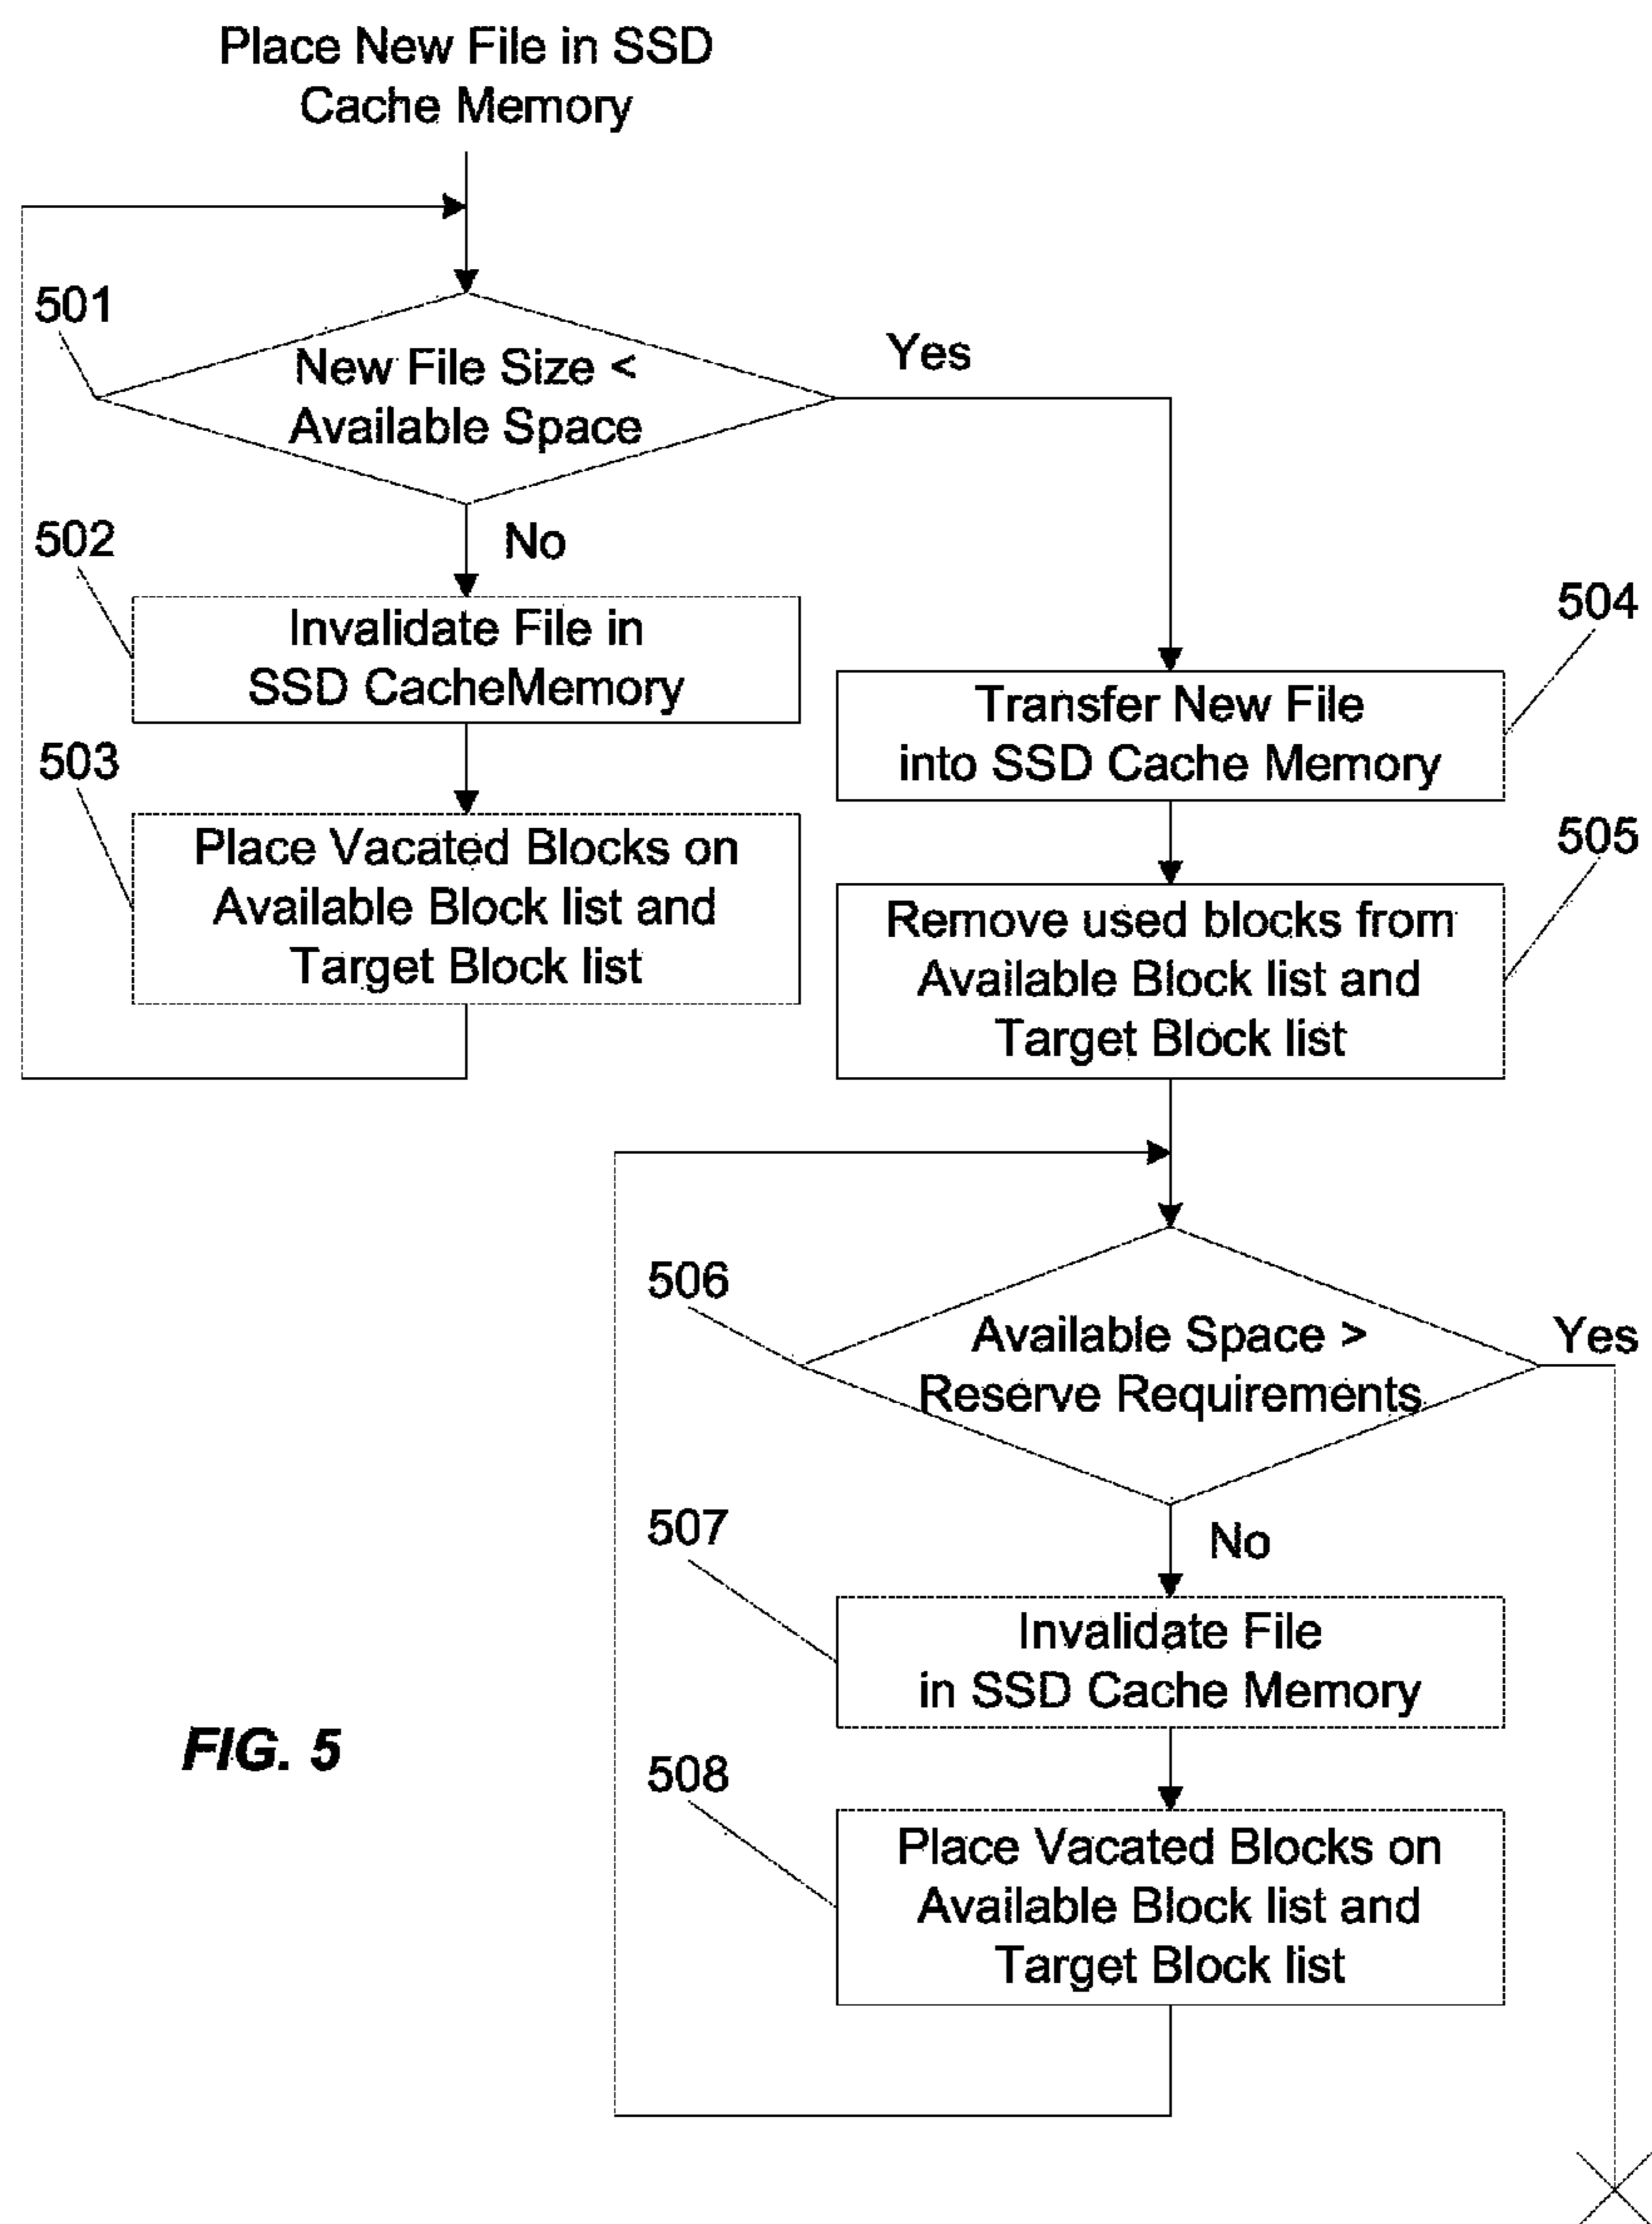 Place New File in SSD
Cache Memory
501
New File Size <
Available Space
Yes
No
502
Invalidate File in
SSD CacheMemory
503
Place Vacated Blocks on
Available Block list and
Target Block list
504
Transfer New File
into SSD Cache Memory
505
Remove used blocks from
Available Block list and
Target Block list
506
Available Space >
Reserve Requirements
Yes
No
507
Invalidate File
in SSD Cache Memory
508
Place Vacated Blocks on
Available Block list and
Target Block list
FIG. 5